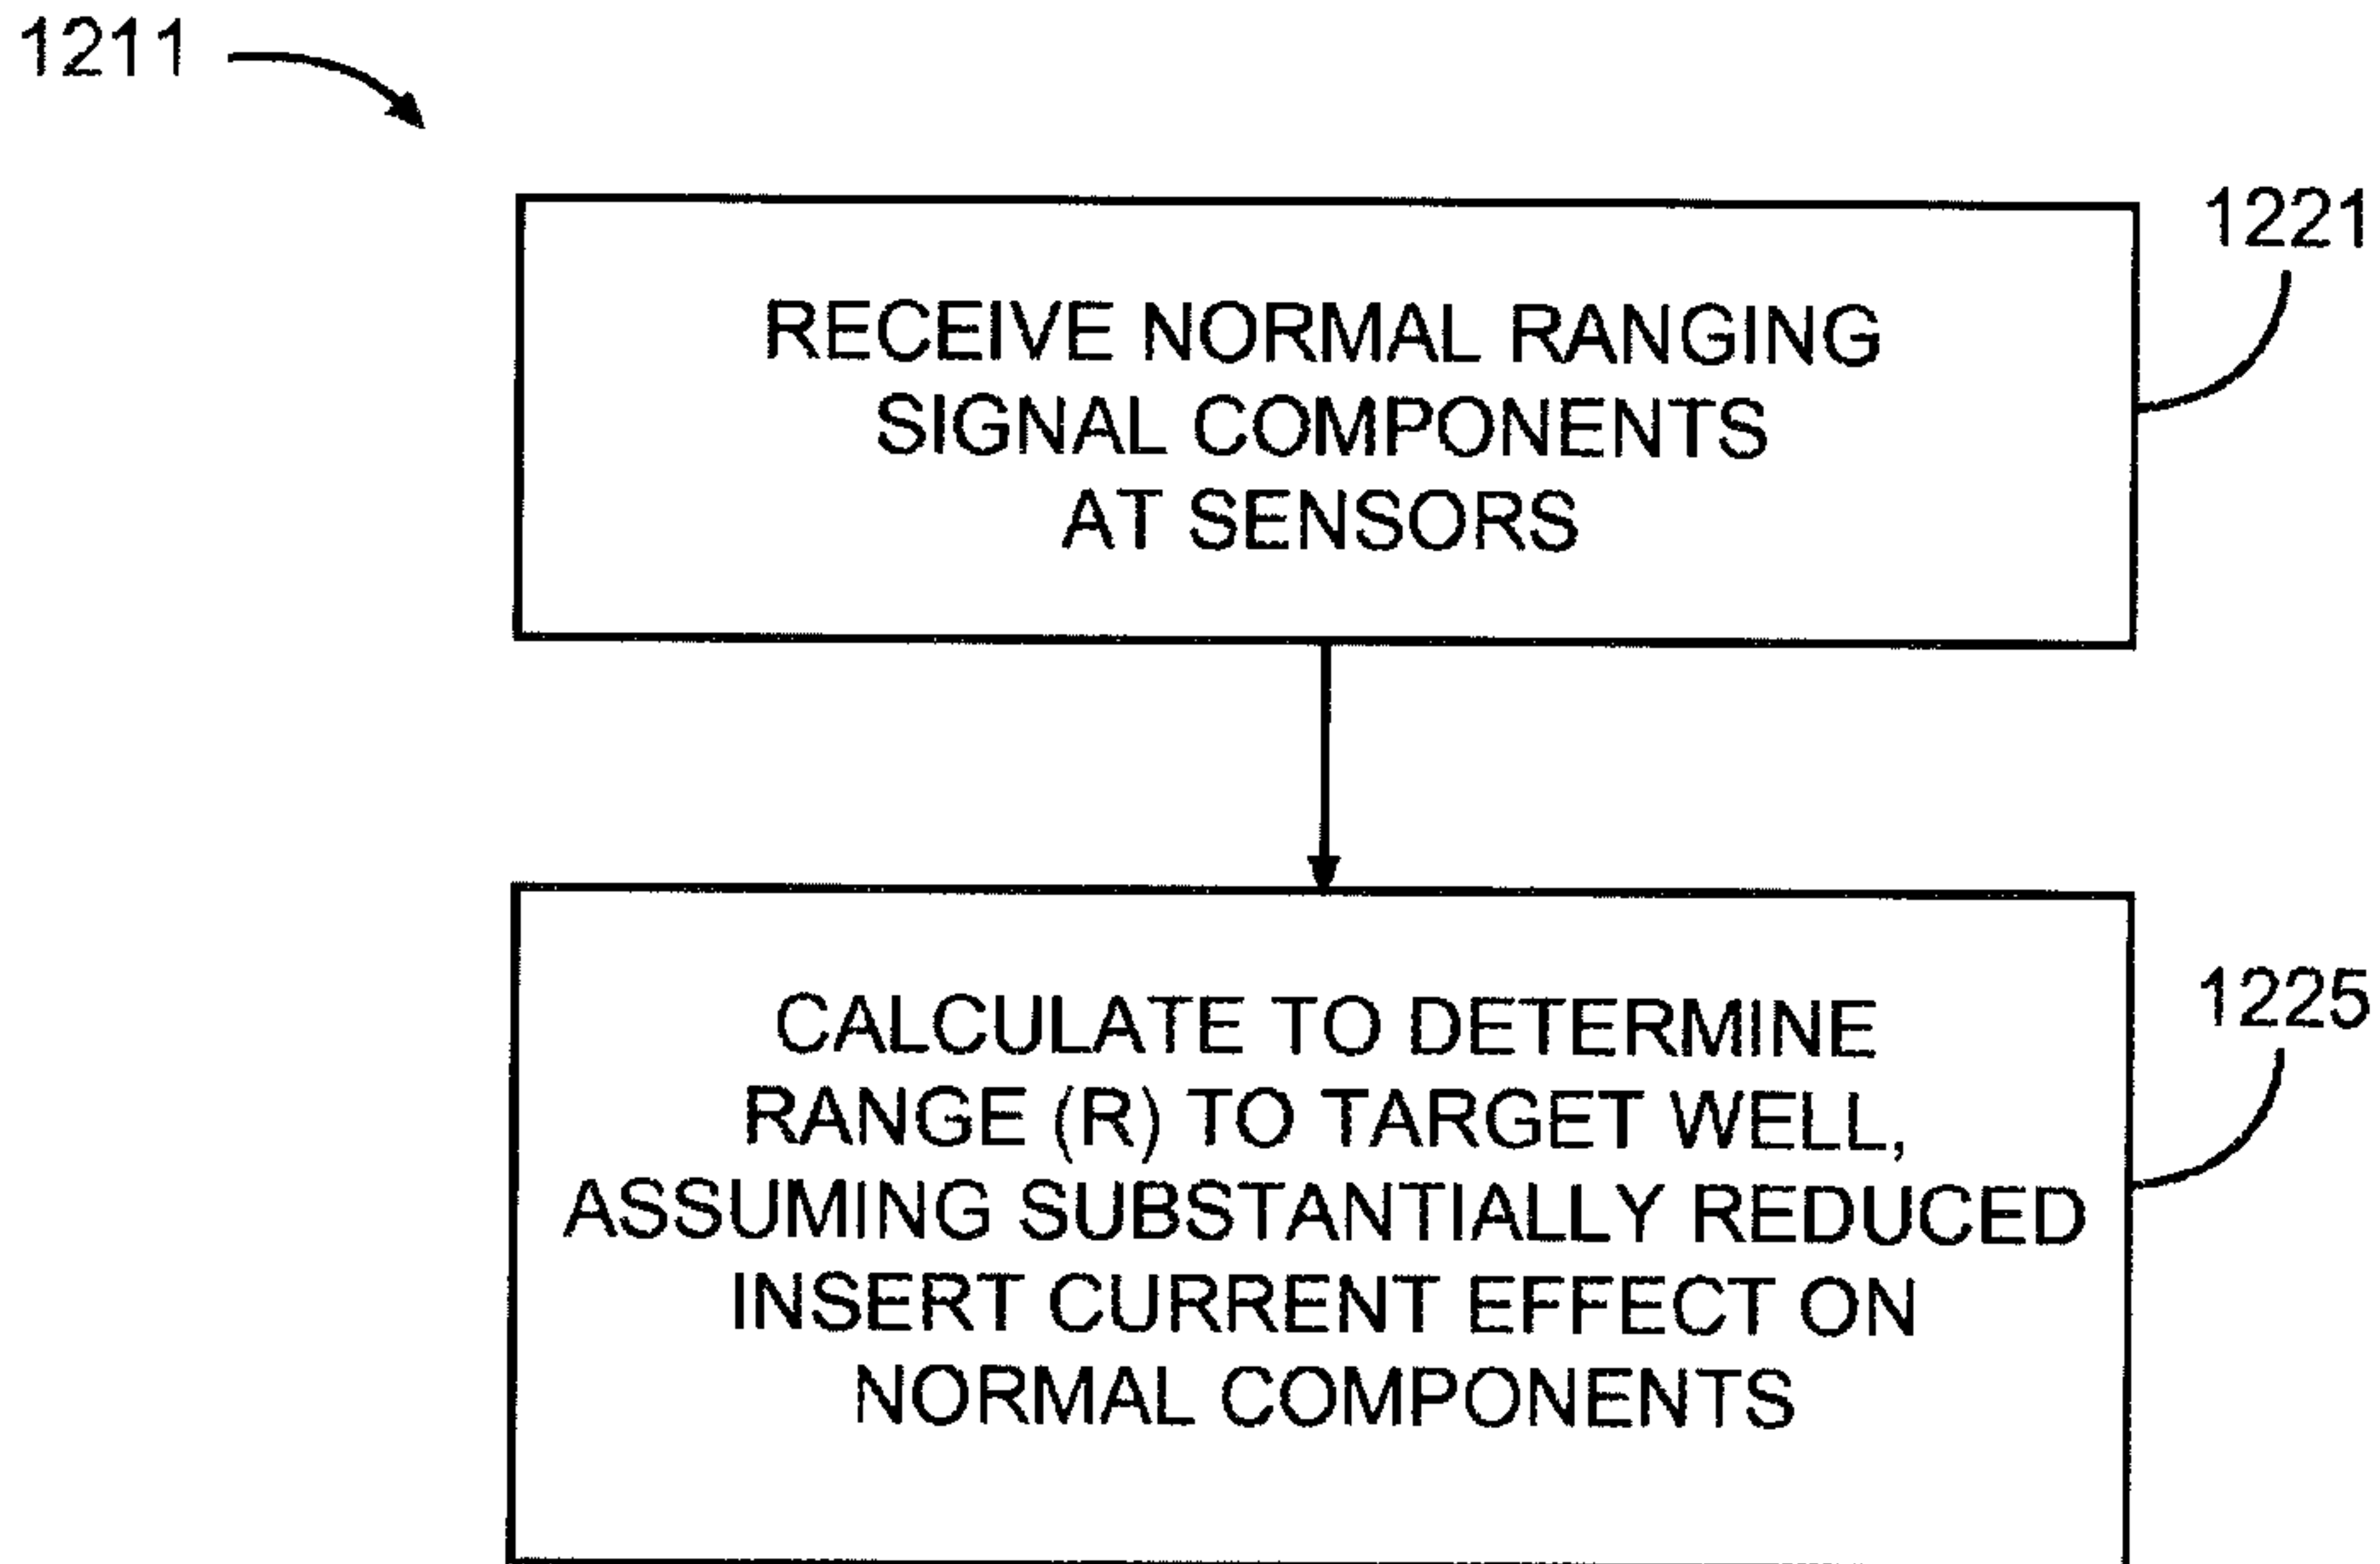 1211
1221
RECEIVE NORMAL RANGING
SIGNAL COMPONENTS
AT SENSORS
1225
CALCULATE TO DETERMINE
RANGE (R) TO TARGET WELL,
ASSUMING SUBSTANTIALLY REDUCED
INSERT CURRENT EFFECT ON
NORMAL COMPONENTS